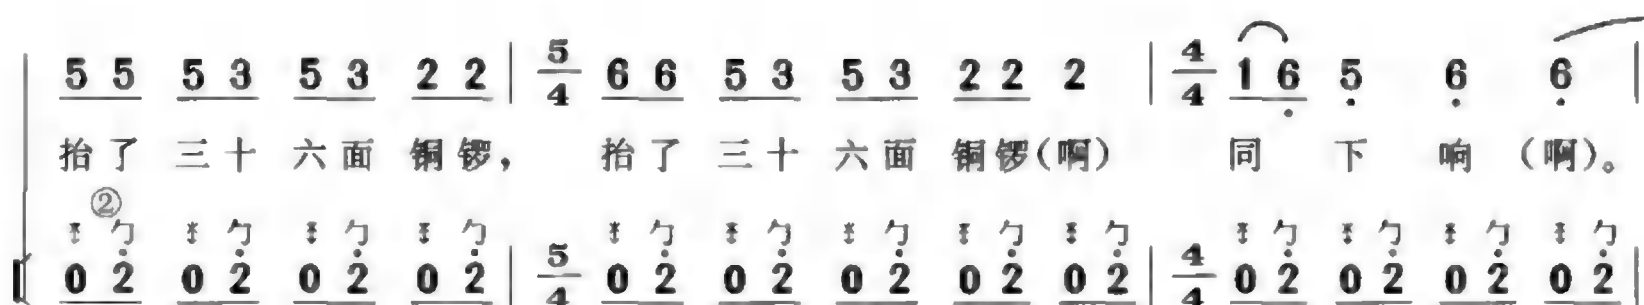 5 5 5 3 5 3 2 2 | 5/4 6 6 5 3 5 3 2 2 2 | 4/4 1 6̣ 5̣ 6̣ 6̣ |
抬了 三十 六面 铜锣， 抬了 三十 六面 铜锣(啊) 同 下 响 (啊)。
②
0 2̇ 0 2̇ 0 2̇ 0 2̇ | 5/4 0 2̇ 0 2̇ 0 2̇ 0 2̇ 0 2̇ | 4/4 0 2̇ 0 2̇ 0 2̇ 0 2̇ |